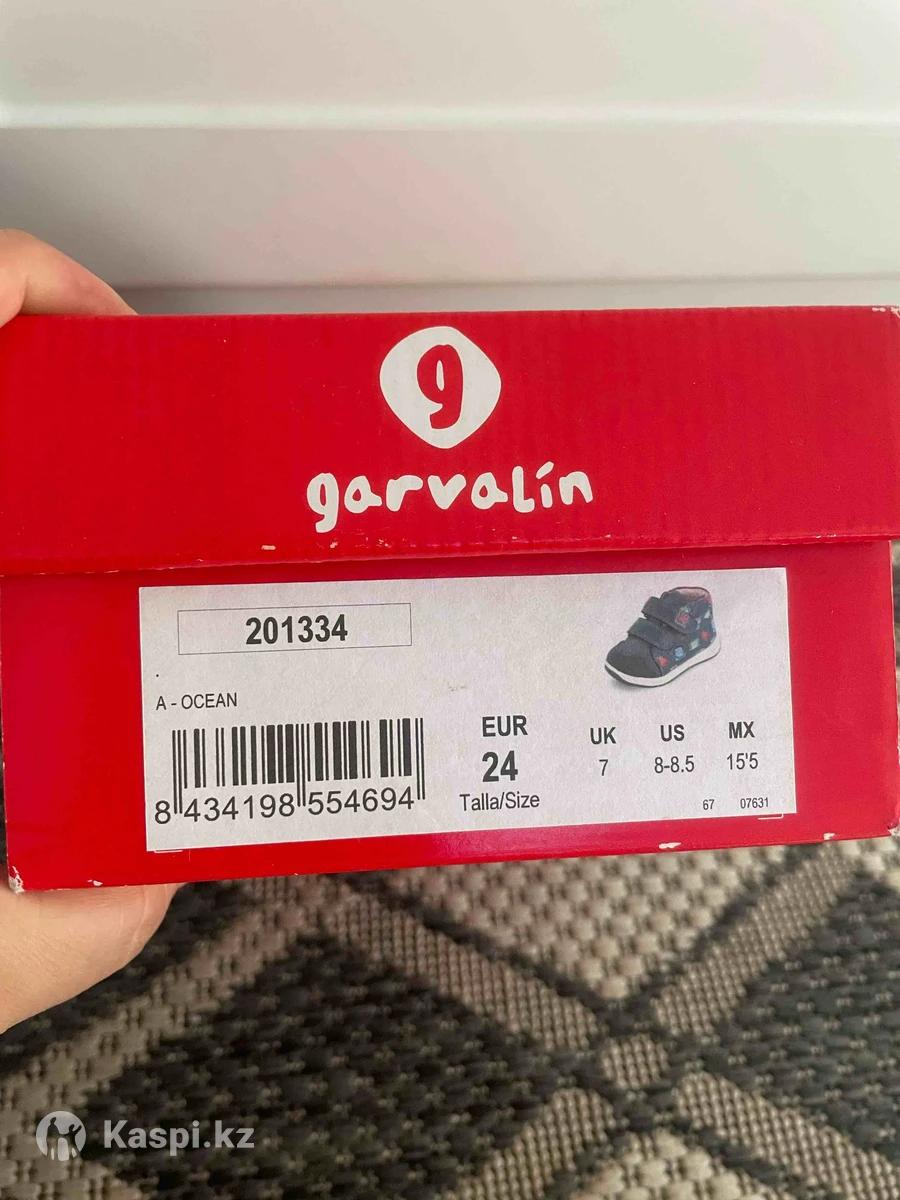 g
garvalín
201334
A - OCEAN
8 434198 554694
EUR
24
Talla/Size
UK
7
US
8-8.5
MX
15'5
67 07631
Kaspi.kz